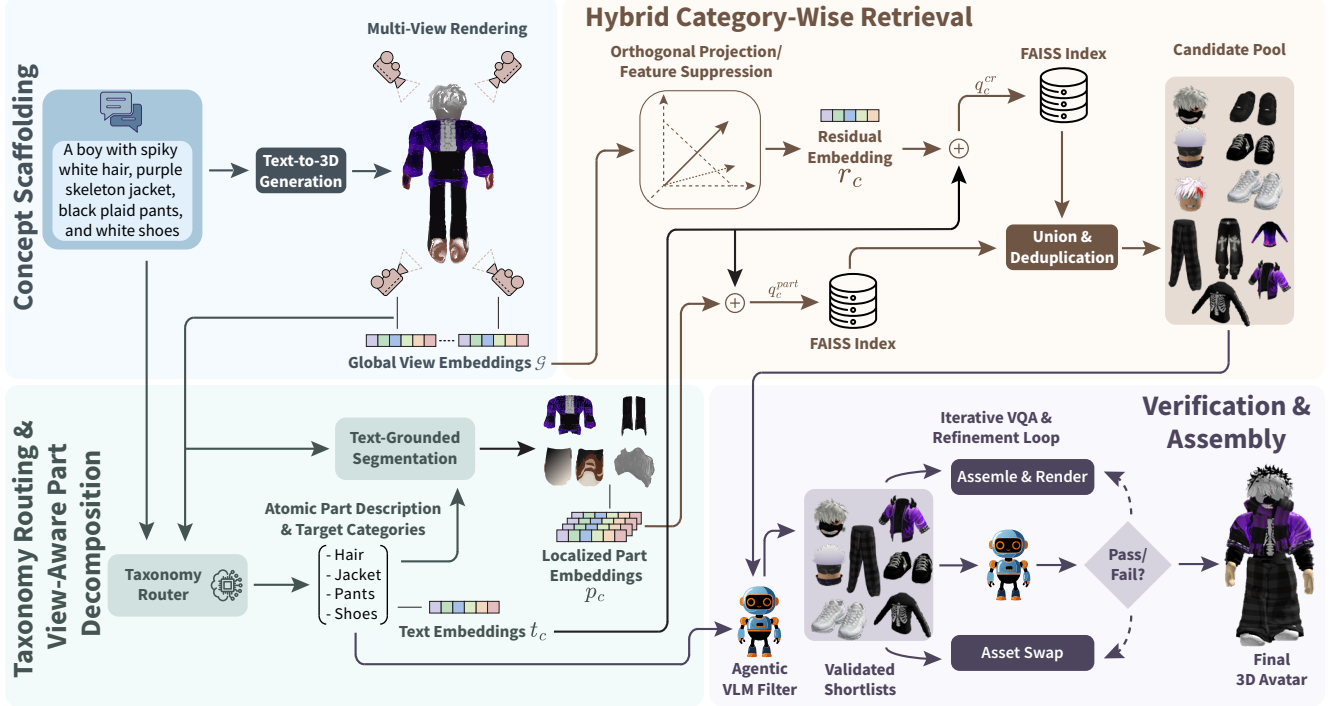 Concept Scaffolding
A boy with spiky
white hair, purple
skeleton jacket,
black plaid pants,
and white shoes
Text-to-3D
Generation
Multi-View Rendering
Global View Embeddings 𝒢
Hybrid Category-Wise Retrieval
Orthogonal Projection/
Feature Suppression
Residual
Embedding
r_c
q_c^{cr}
FAISS Index
Candidate Pool
Union &
Deduplication
q_c^{part}
FAISS Index
Taxonomy Routing &
View-Aware Part
Decomposition
Text-Grounded
Segmentation
Atomic Part Description
& Target Categories
Taxonomy
Router
- Hair
- Jacket
- Pants
- Shoes
Text Embeddings t_c
Localized Part
Embeddings
p_c
Verification &
Assembly
Iterative VQA &
Refinement Loop
Assemle & Render
Pass/
Fail?
Asset Swap
Agentic
VLM Filter
Validated
Shortlists
Final
3D Avatar